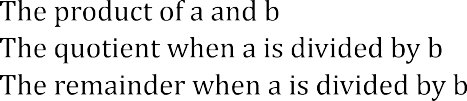 The product of a and b
The quotient when a is divided by b
The remainder when a is divided by b